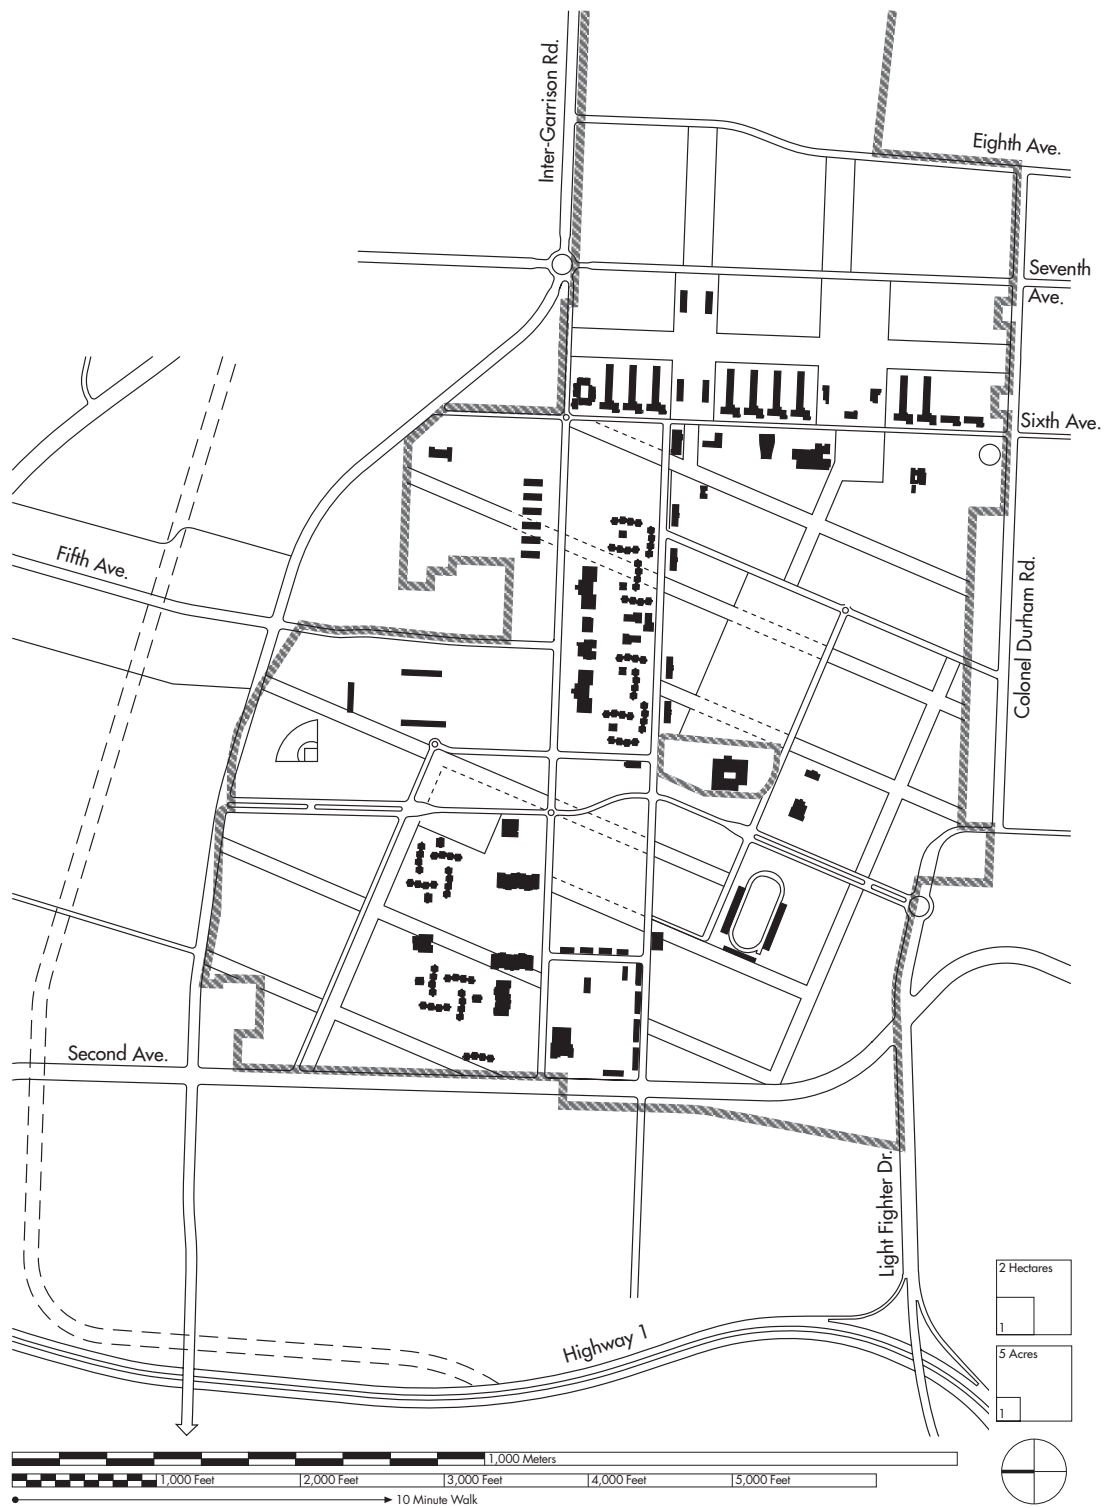 Inter-Garrison Rd.
Eighth Ave.
Seventh
Ave.
Sixth Ave.
Fifth Ave.
Colonel Durham Rd.
Second Ave.
Light Fighter Dr.
Highway 1
2 Hectares
1
5 Acres
1
1,000 Meters
1,000 Feet
2,000 Feet
3,000 Feet
4,000 Feet
5,000 Feet
10 Minute Walk